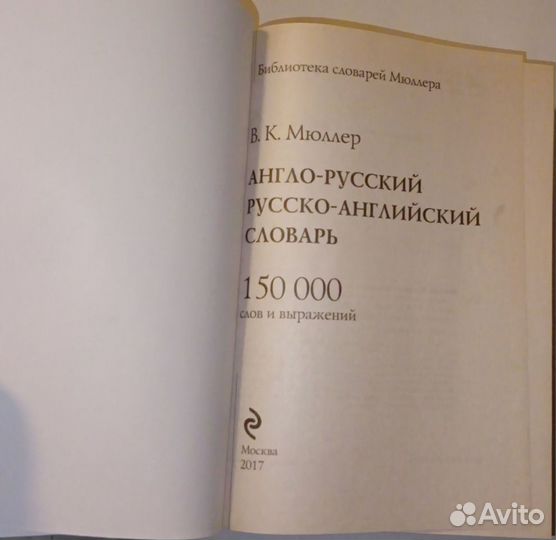 Библиотека словарей Мюллера
В. К. Мюллер
АНГЛО-РУССКИЙ
РУССКО-АНГЛИЙСКИЙ
СЛОВАРЬ
150 000
слов и выражений
Москва
2017
Avito